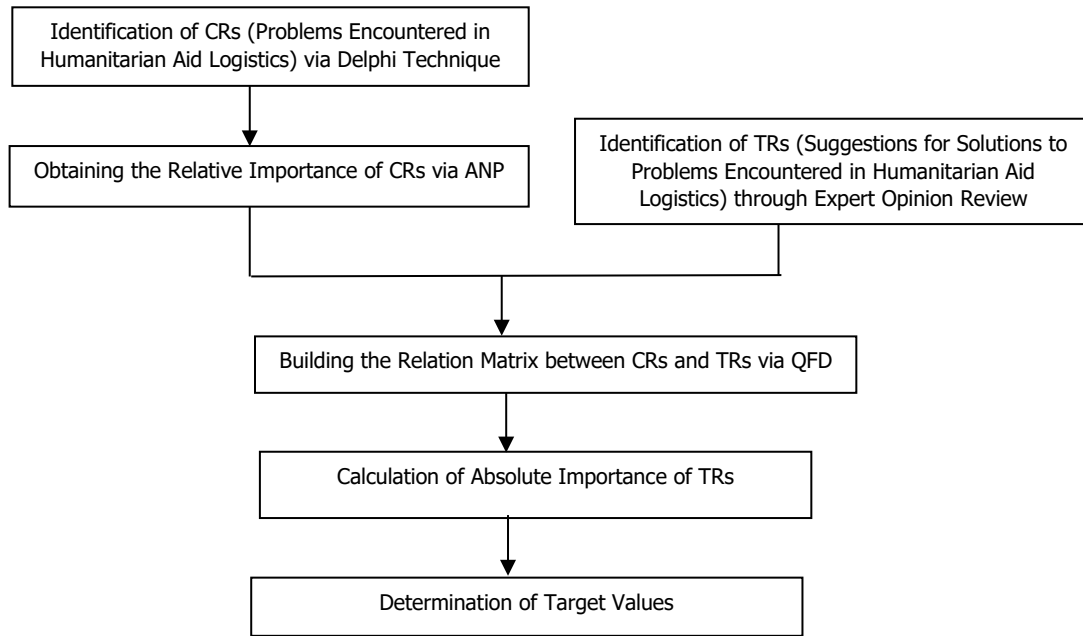 Identification of CRs (Problems Encountered in
Humanitarian Aid Logistics) via Delphi Technique
Obtaining the Relative Importance of CRs via ANP
Identification of TRs (Suggestions for Solutions to
Problems Encountered in Humanitarian Aid
Logistics) through Expert Opinion Review
Building the Relation Matrix between CRs and TRs via QFD
Calculation of Absolute Importance of TRs
Determination of Target Values